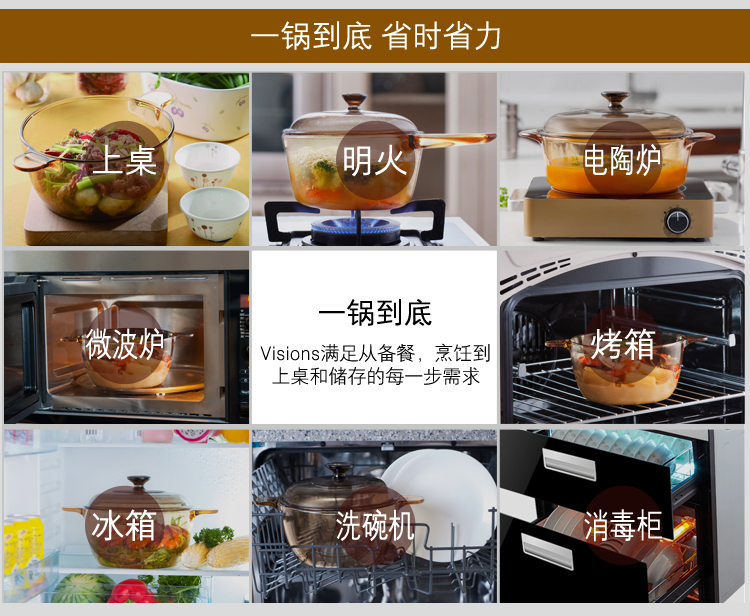 一锅到底 省时省力
上桌
明火
电陶炉
微波炉
一锅到底
Visions满足从备餐，烹饪到
上桌和储存的每一步需求
烤箱
冰箱
洗碗机
消毒柜